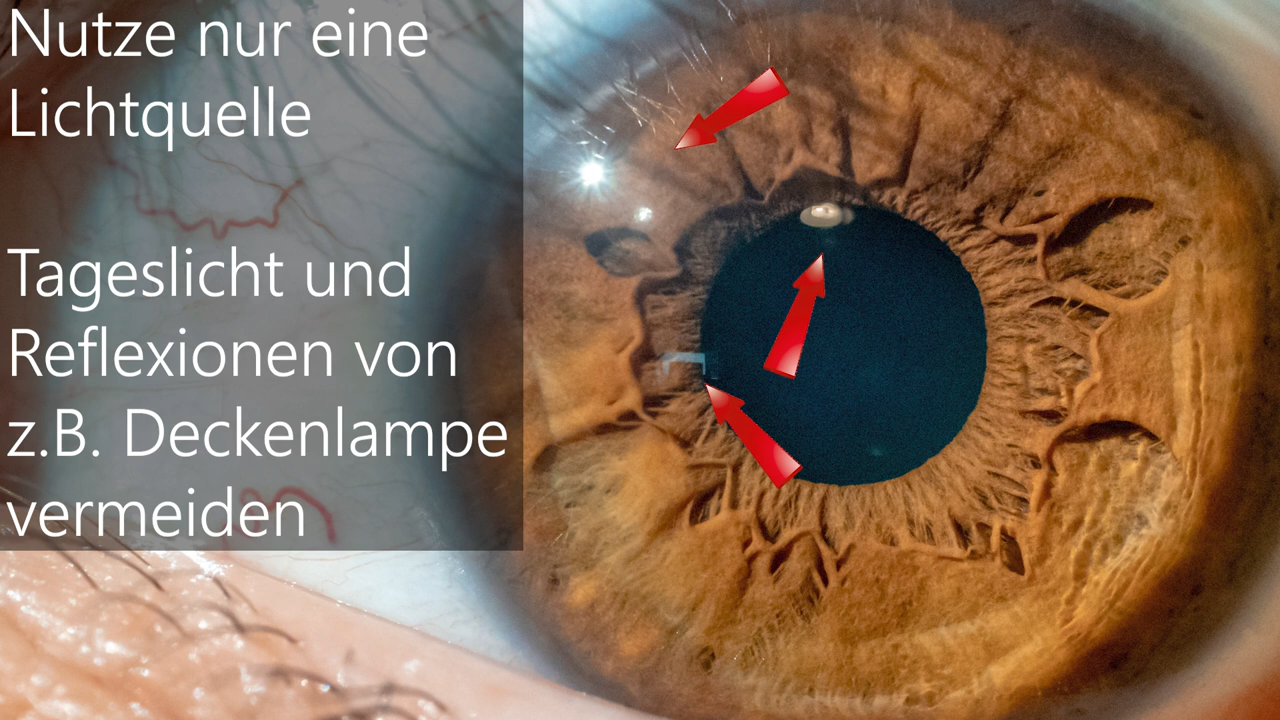 Nutze nur eine
Lichtquelle
Tageslicht und
Reflexionen von
z.B. Deckenlampe
vermeiden